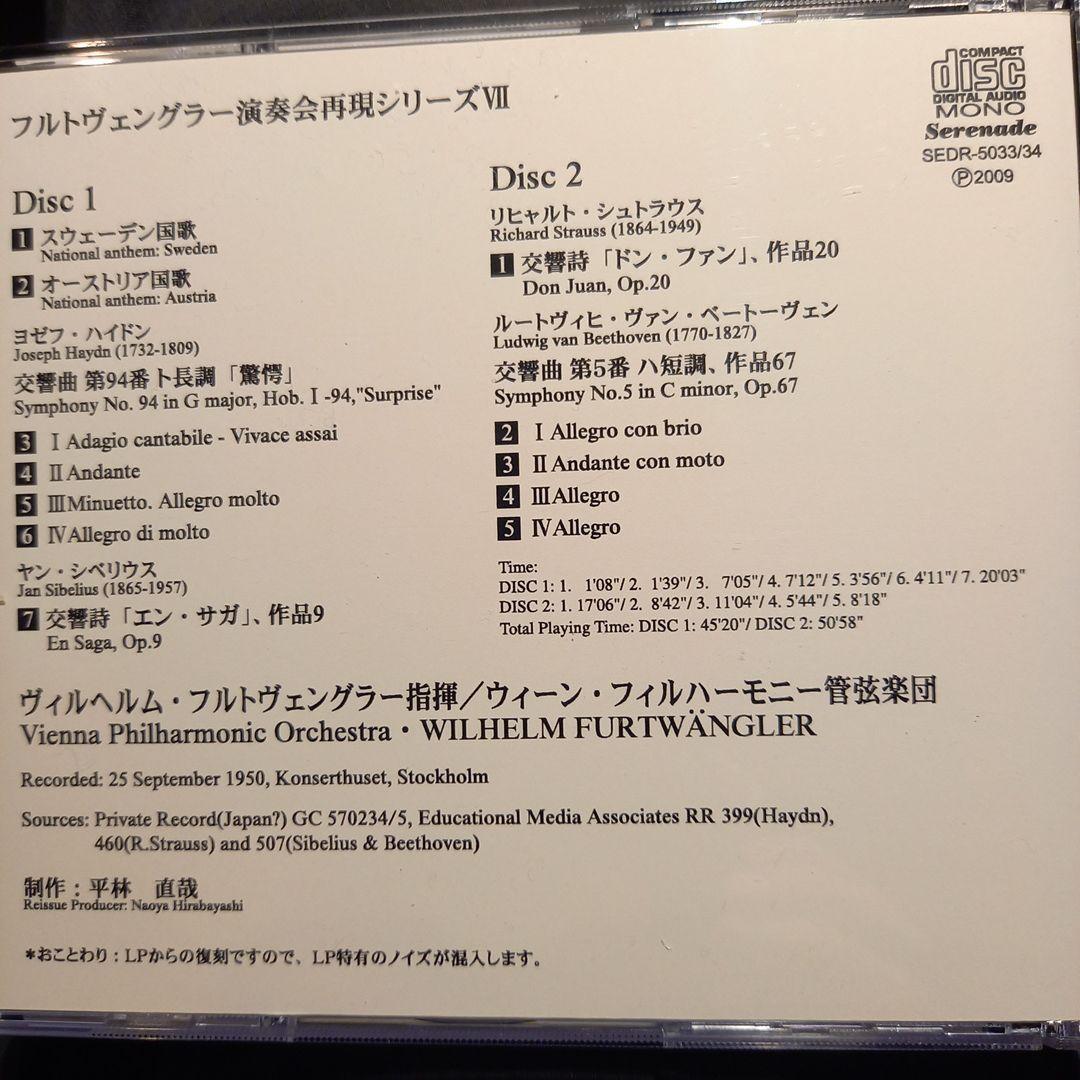 フルトヴェングラー演奏会再現シリーズⅦ
COMPACT
disc
DIGITAL AUDIO
MONO
Serenade
SEDR-5033/34
Ⓟ2009
Disc 1
1 スウェーデン国歌
National anthem: Sweden
2 オーストリア国歌
National anthem: Austria
ヨゼフ・ハイドン
Joseph Haydn (1732-1809)
交響曲 第94番 ト長調「驚愕」
Symphony No. 94 in G major, Hob. Ⅰ-94,"Surprise"
3 Ⅰ Adagio cantabile - Vivace assai
4 Ⅱ Andante
5 Ⅲ Minuetto. Allegro molto
6 Ⅳ Allegro di molto
ヤン・シベリウス
Jan Sibelius (1865-1957)
7 交響詩「エン・サガ」、作品9
En Saga, Op.9
Disc 2
リヒャルト・シュトラウス
Richard Strauss (1864-1949)
1 交響詩「ドン・ファン」、作品20
Don Juan, Op.20
ルートヴィヒ・ヴァン・ベートーヴェン
Ludwig van Beethoven (1770-1827)
交響曲 第5番 ハ短調、作品67
Symphony No.5 in C minor, Op.67
2 Ⅰ Allegro con brio
3 Ⅱ Andante con moto
4 Ⅲ Allegro
5 Ⅳ Allegro
Time:
DISC 1: 1. 1'08"/ 2. 1'39"/ 3. 7'05"/ 4. 7'12"/ 5. 3'56"/ 6. 4'11"/ 7. 20'03"
DISC 2: 1. 17'06"/ 2. 8'42"/ 3. 11'04"/ 4. 5'44"/ 5. 8'18"
Total Playing Time: DISC 1: 45'20"/ DISC 2: 50'58"
ヴィルヘルム・フルトヴェングラー指揮/ウィーン・フィルハーモニー管弦楽団
Vienna Philharmonic Orchestra・WILHELM FURTWÄNGLER
Recorded: 25 September 1950, Konserthuset, Stockholm
Sources: Private Record(Japan?) GC 570234/5, Educational Media Associates RR 399(Haydn),
460(R.Strauss) and 507(Sibelius & Beethoven)
制作:平林 直哉
Reissue Producer: Naoya Hirabayashi
*おことわり:LPからの復刻ですので、LP特有のノイズが混入します。